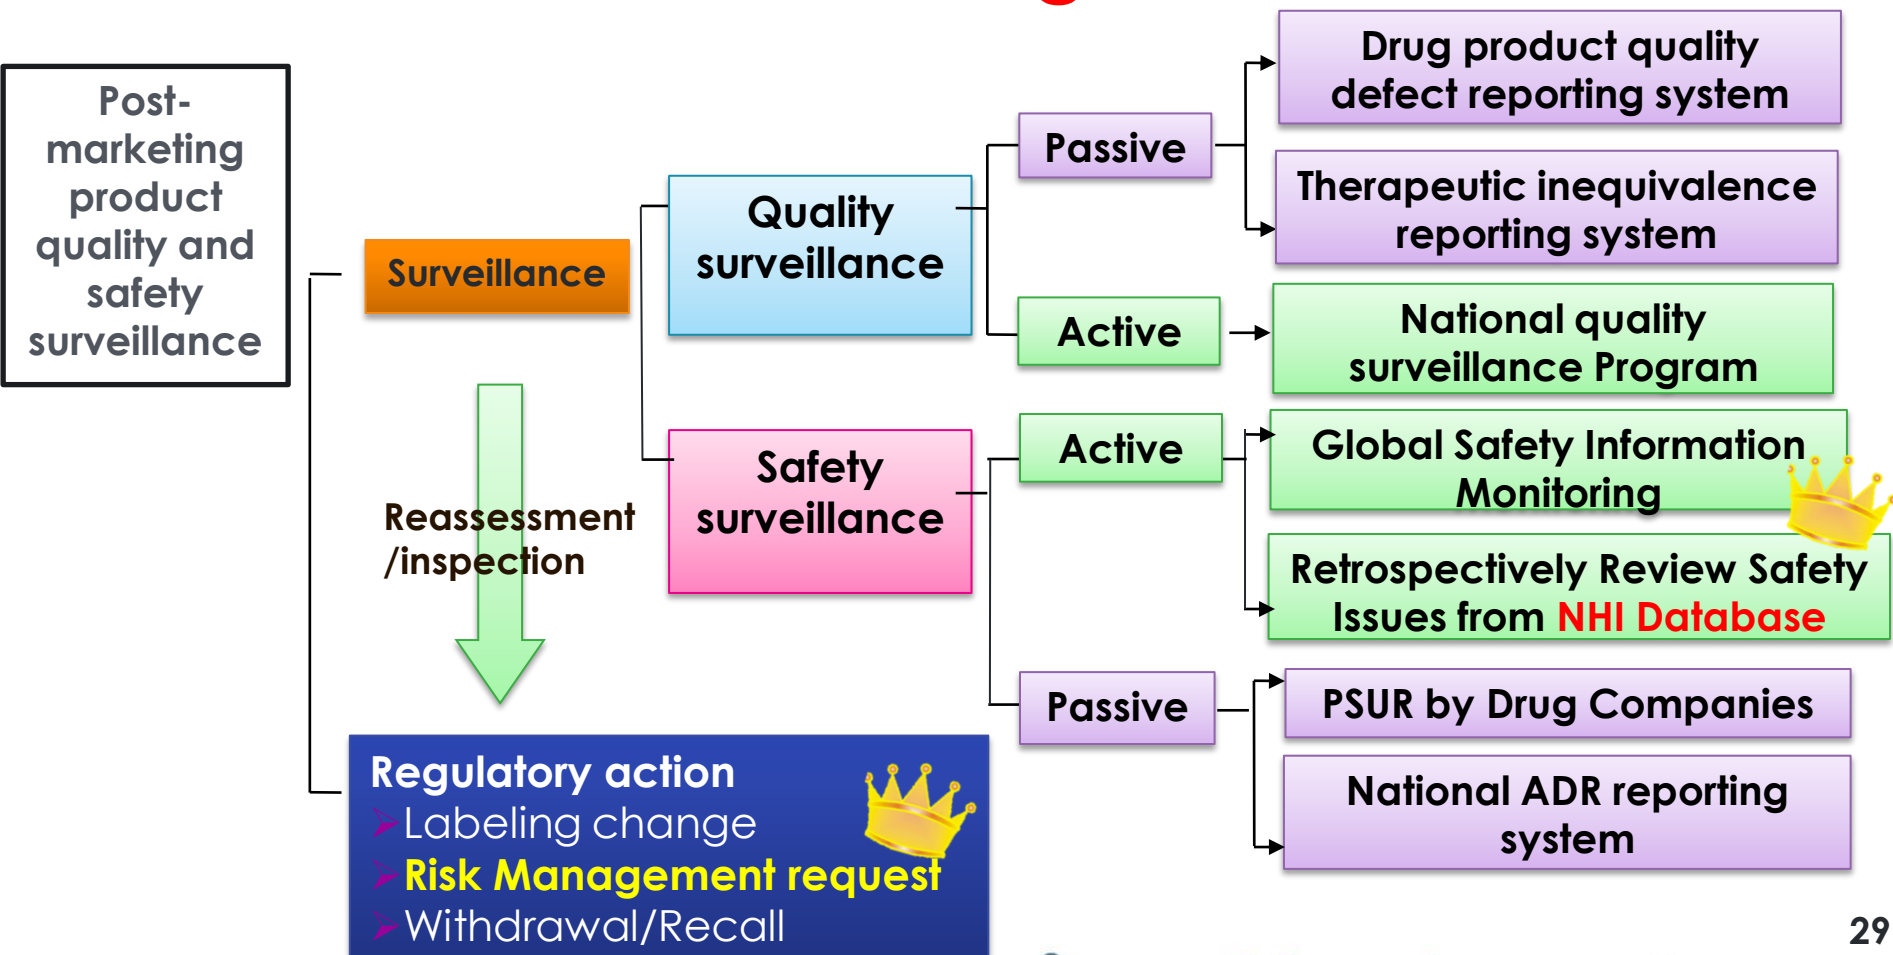 Post-
marketing
product
quality and
safety
surveillance
Surveillance
Reassessment
/inspection
Regulatory action
Labeling change
Risk Management request
Withdrawal/Recall
Quality
surveillance
Safety
surveillance
Passive
Active
Active
Passive
Drug product quality
defect reporting system
Therapeutic inequivalence
reporting system
National quality
surveillance Program
Global Safety Information
Monitoring
Retrospectively Review Safety
Issues from NHI Database
PSUR by Drug Companies
National ADR reporting
system
29